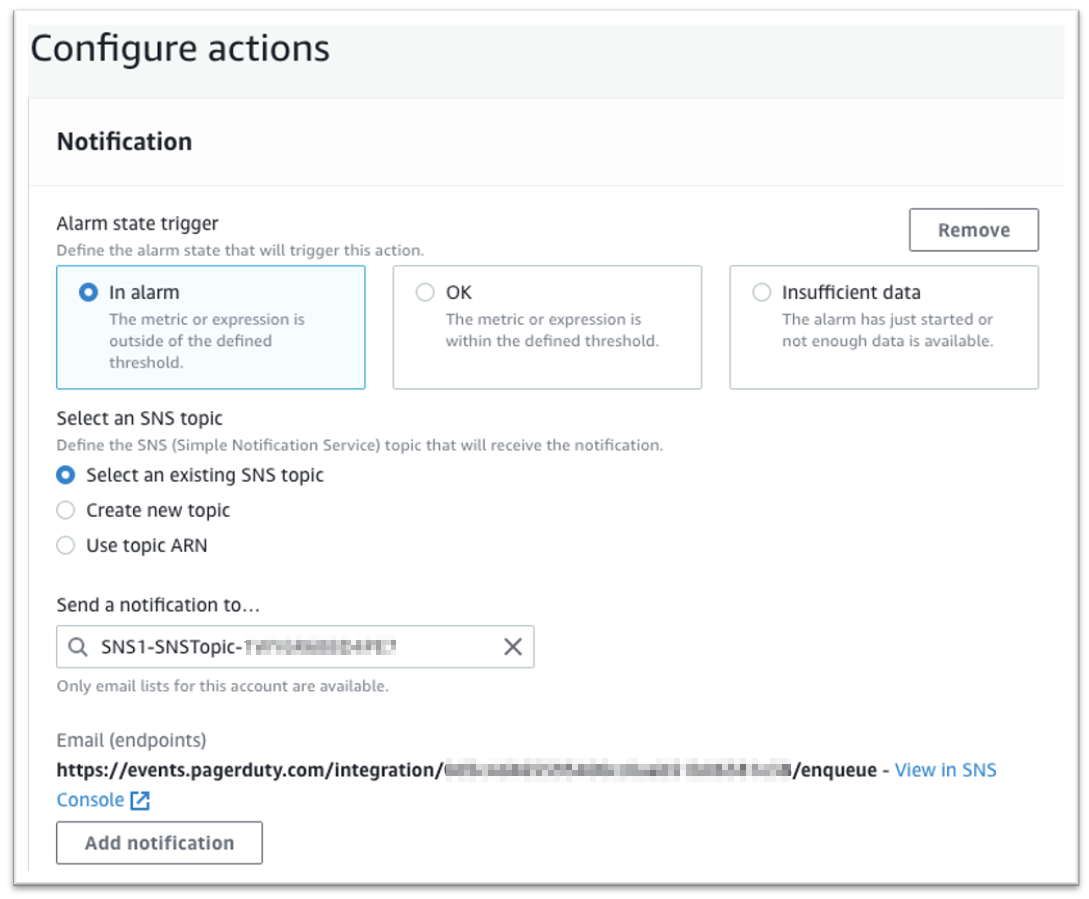 Configure actions
Notification
Alarm state trigger
Remove
Define the alarm state that will trigger this action.
In alarm
The metric or expression is
outside of the defined
threshold.
OK
The metric or expression is
within the defined threshold.
Insufficient data
The alarm has just started or
not enough data is available.
Select an SNS topic
Define the SNS (Simple Notification Service) topic that will receive the notification.
Select an existing SNS topic
Create new topic
Use topic ARN
Send a notification to...
SNS1-SNSTopic-
Only email lists for this account are available.
Email (endpoints)
https://events.pagerduty.com/integration/ /enqueue - View in SNS
Console
Add notification